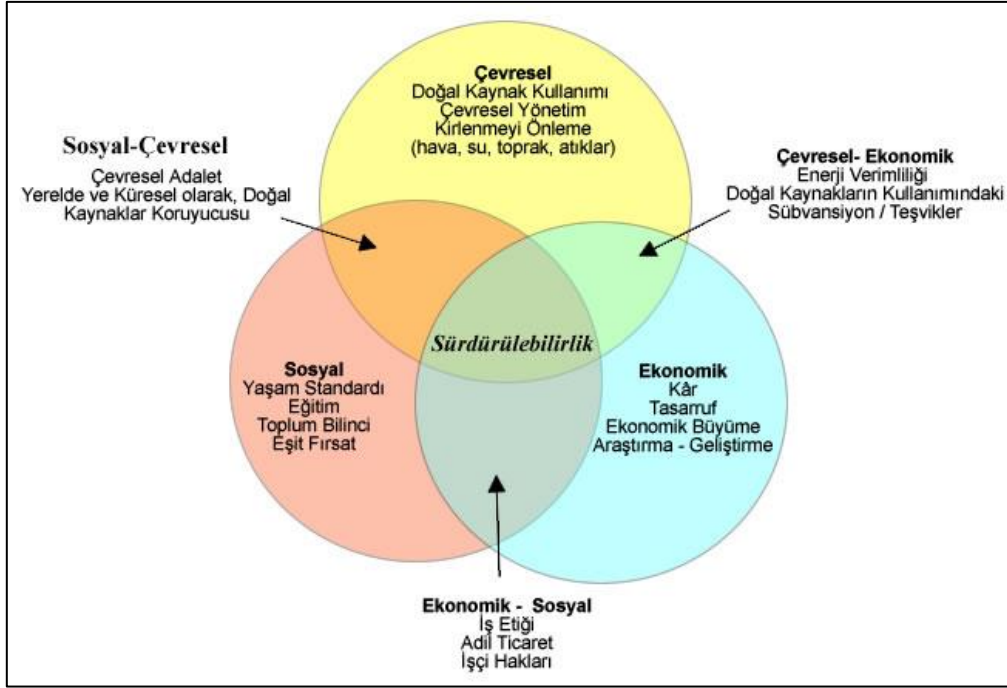 Çevresel
Doğal Kaynak Kullanımı
Çevresel Yönetim
Kirlenmeyi Önleme
(hava, su, toprak, atıklar)
Sosyal-Çevresel
Çevresel Adalet
Yerelde ve Küresel olarak, Doğal
Kaynaklar Koruyucusu
Çevresel- Ekonomik
Enerji Verimliliği
Doğal Kaynakların Kullanımındaki
Sübvansiyon / Teşvikler
Sürdürülebilirlik
Sosyal
Yaşam Standardı
Eğitim
Toplum Bilinci
Eşit Fırsat
Ekonomik
Kâr
Tasarruf
Ekonomik Büyüme
Araştırma - Geliştirme
Ekonomik - Sosyal
İş Etiği
Adil Ticaret
İşçi Hakları